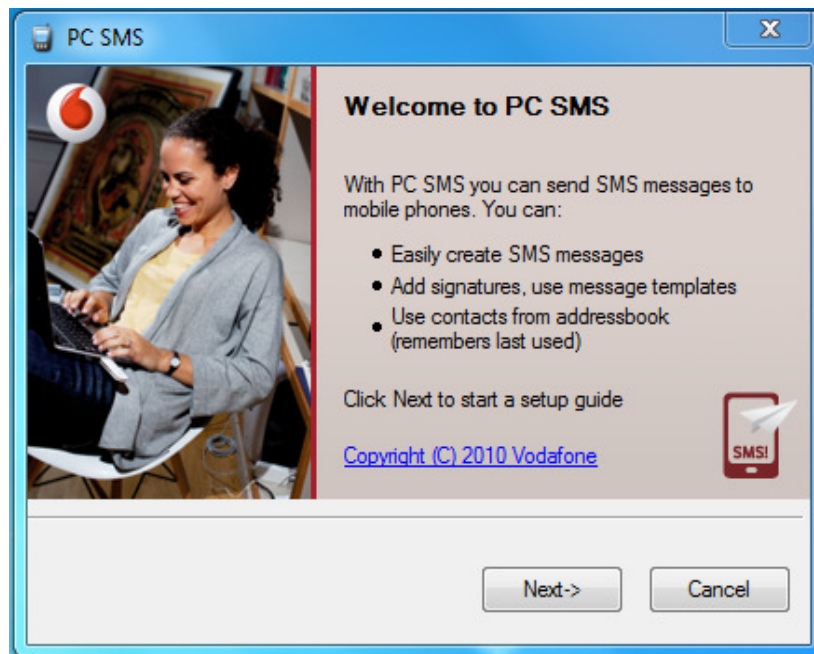 PC SMS
Welcome to PC SMS
With PC SMS you can send SMS messages to
mobile phones. You can:
Easily create SMS messages
Add signatures, use message templates
Use contacts from addressbook
(remembers last used)
Click Next to start a setup guide
SMS!
Copyright (C) 2010 Vodafone
Next->
Cancel